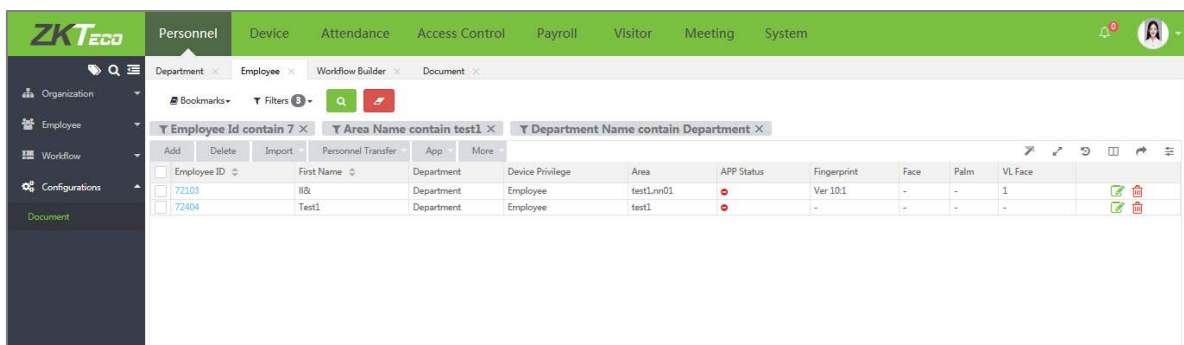 ZKTeco Personnel Device Attendance Access Control Payroll Visitor Meeting System 0
Department × Employee × Workflow Builder × Document ×
Organization
Employee
Workflow
Configurations
Document
Bookmarks Filters 3
Employee Id contain 7 × Area Name contain test1 × Department Name contain Department ×
Add Delete Import Personnel Transfer App More
Employee ID First Name Department Device Privilege Area APP Status Fingerprint Face Palm VL Face
72103 ll& Department Employee test1,nn01 Ver 10:1 - - 1
72404 Test1 Department Employee test1 - - - -